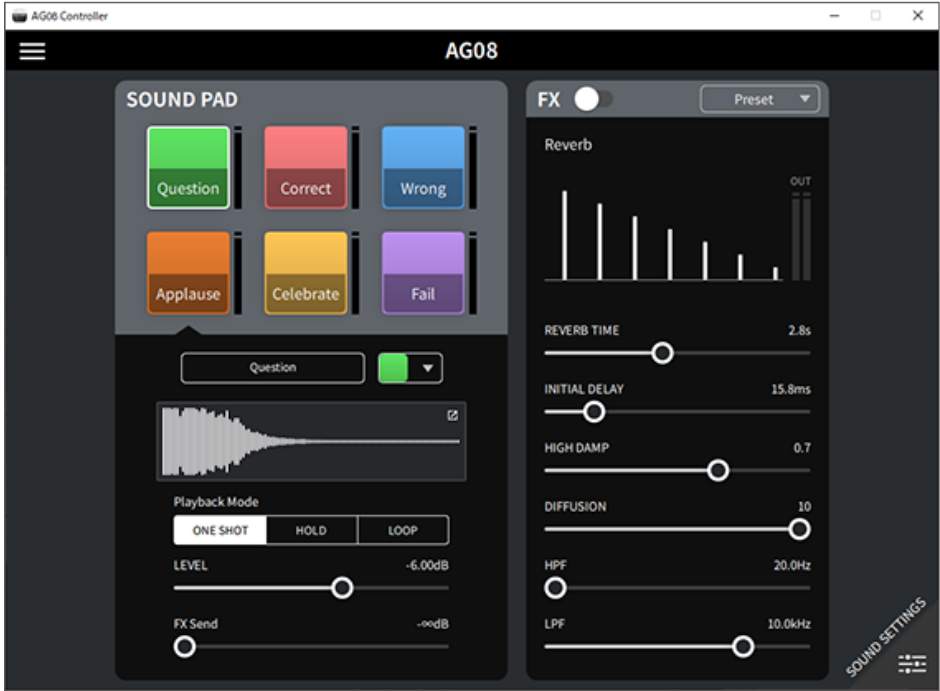 AG08 Controller
AG08
SOUND PAD
Question
Correct
Wrong
Applause
Celebrate
Fail
Question
Playback Mode
ONE SHOT
HOLD
LOOP
LEVEL
-6.00dB
FX Send
-∞dB
FX
Preset
Reverb
OUT
REVERB TIME
2.8s
INITIAL DELAY
15.8ms
HIGH DAMP
0.7
DIFFUSION
10
HPF
20.0Hz
LPF
10.0kHz
SOUND SETTINGS